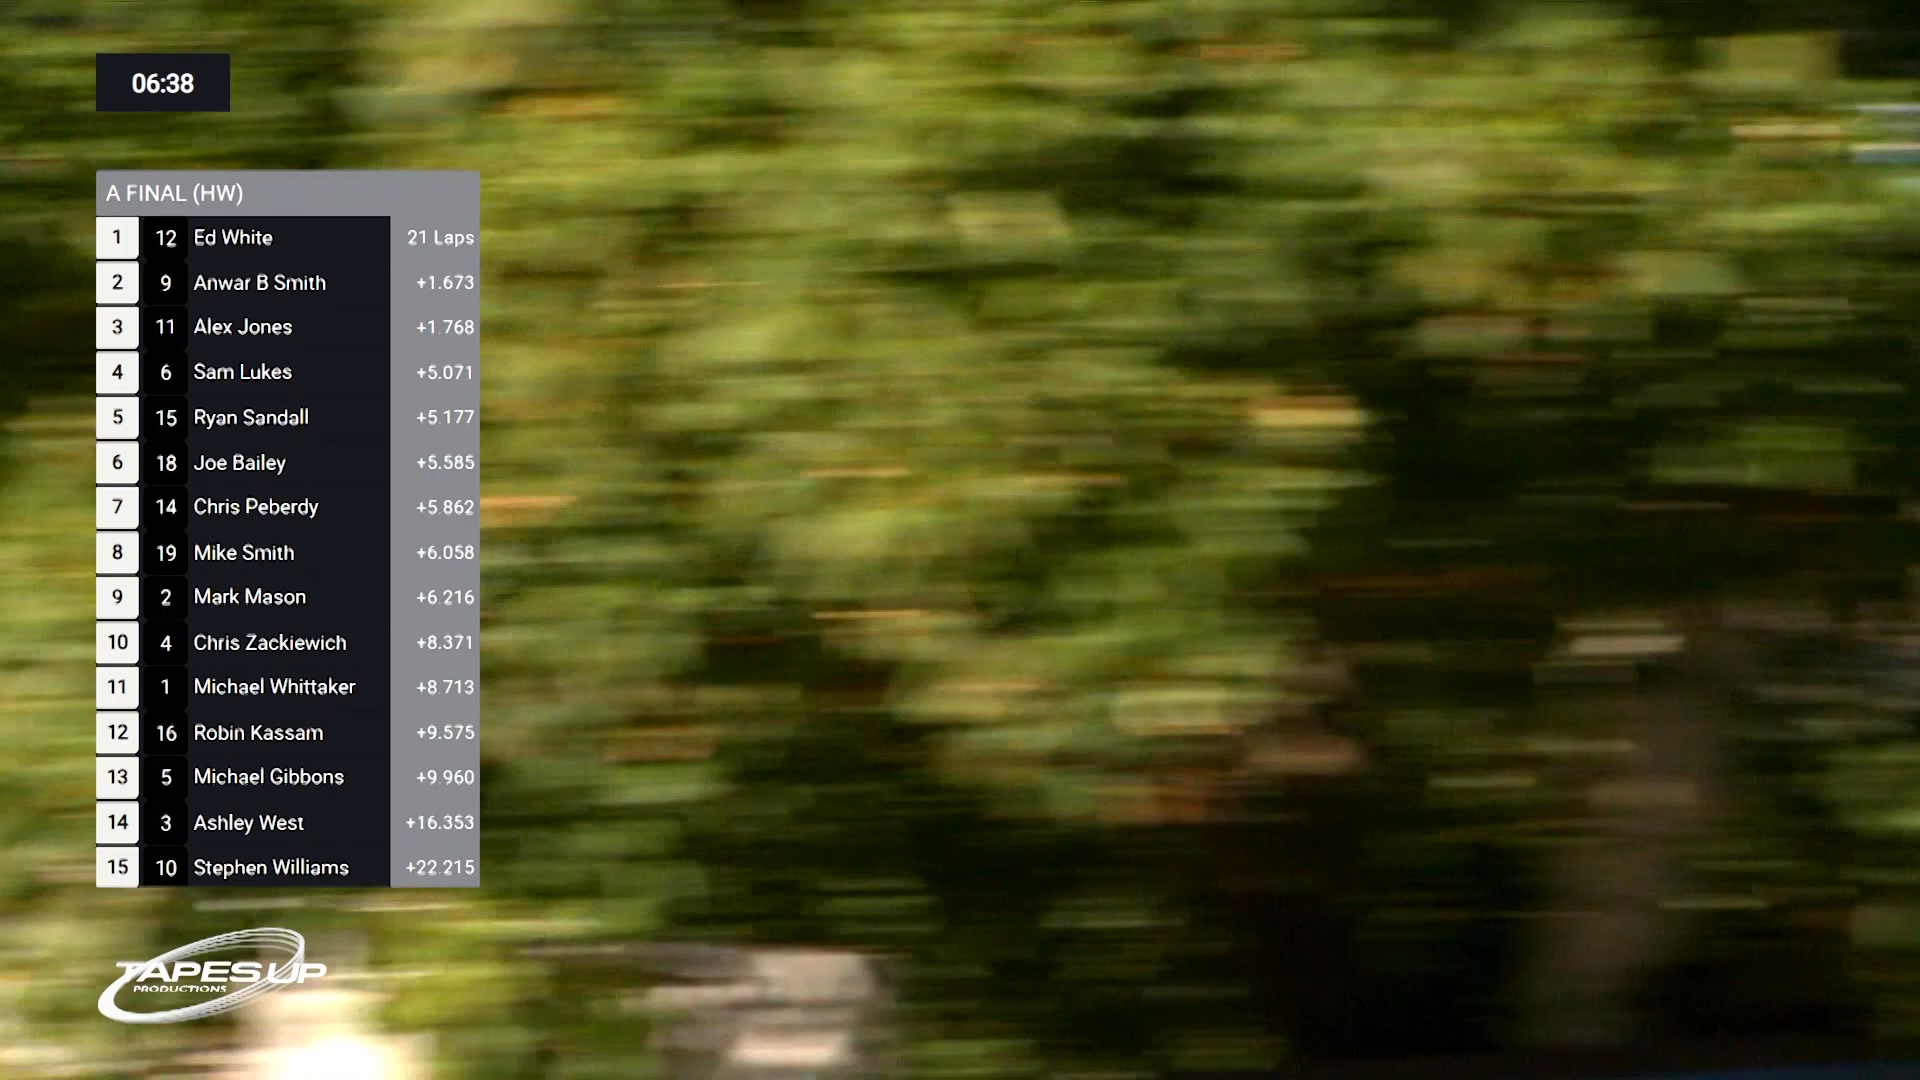 06:38
A FINAL (HW)
1 12 Ed White 21 Laps
2 9 Anwar B Smith +1.673
3 11 Alex Jones +1.768
4 6 Sam Lukes +5.071
5 15 Ryan Sandall +5.177
6 18 Joe Bailey +5.585
7 14 Chris Peberdy +5.862
8 19 Mike Smith +6.058
9 2 Mark Mason +6.216
10 4 Chris Zackiewich +8.371
11 1 Michael Whittaker +8.713
12 16 Robin Kassam +9.575
13 5 Michael Gibbons +9.960
14 3 Ashley West +16.353
15 10 Stephen Williams +22.215
TAPES UP
PRODUCTIONS